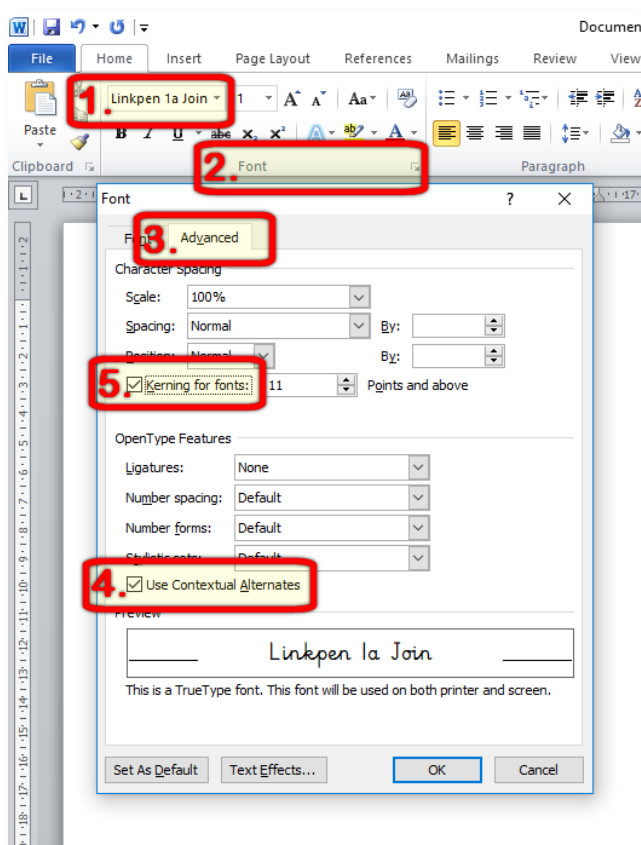 W Documen
File Home Insert Page Layout References Mailings Review View
1. Linkpen 1a Join 1 A A Aa
Paste B I U abc x₂ x² A ab A
Clipboard 2. Font Paragraph
L Font ? X
3. Font Advanced
Character Spacing
Scale: 100%
Spacing: Normal By:
Position: Normal By:
5. Kerning for fonts: 11 Points and above
OpenType Features
Ligatures: None
Number spacing: Default
Number forms: Default
Stylistic sets: Default
4. Use Contextual Alternates
Preview
Linkpen 1a Join
This is a TrueType font. This font will be used on both printer and screen.
Set As Default Text Effects... OK Cancel